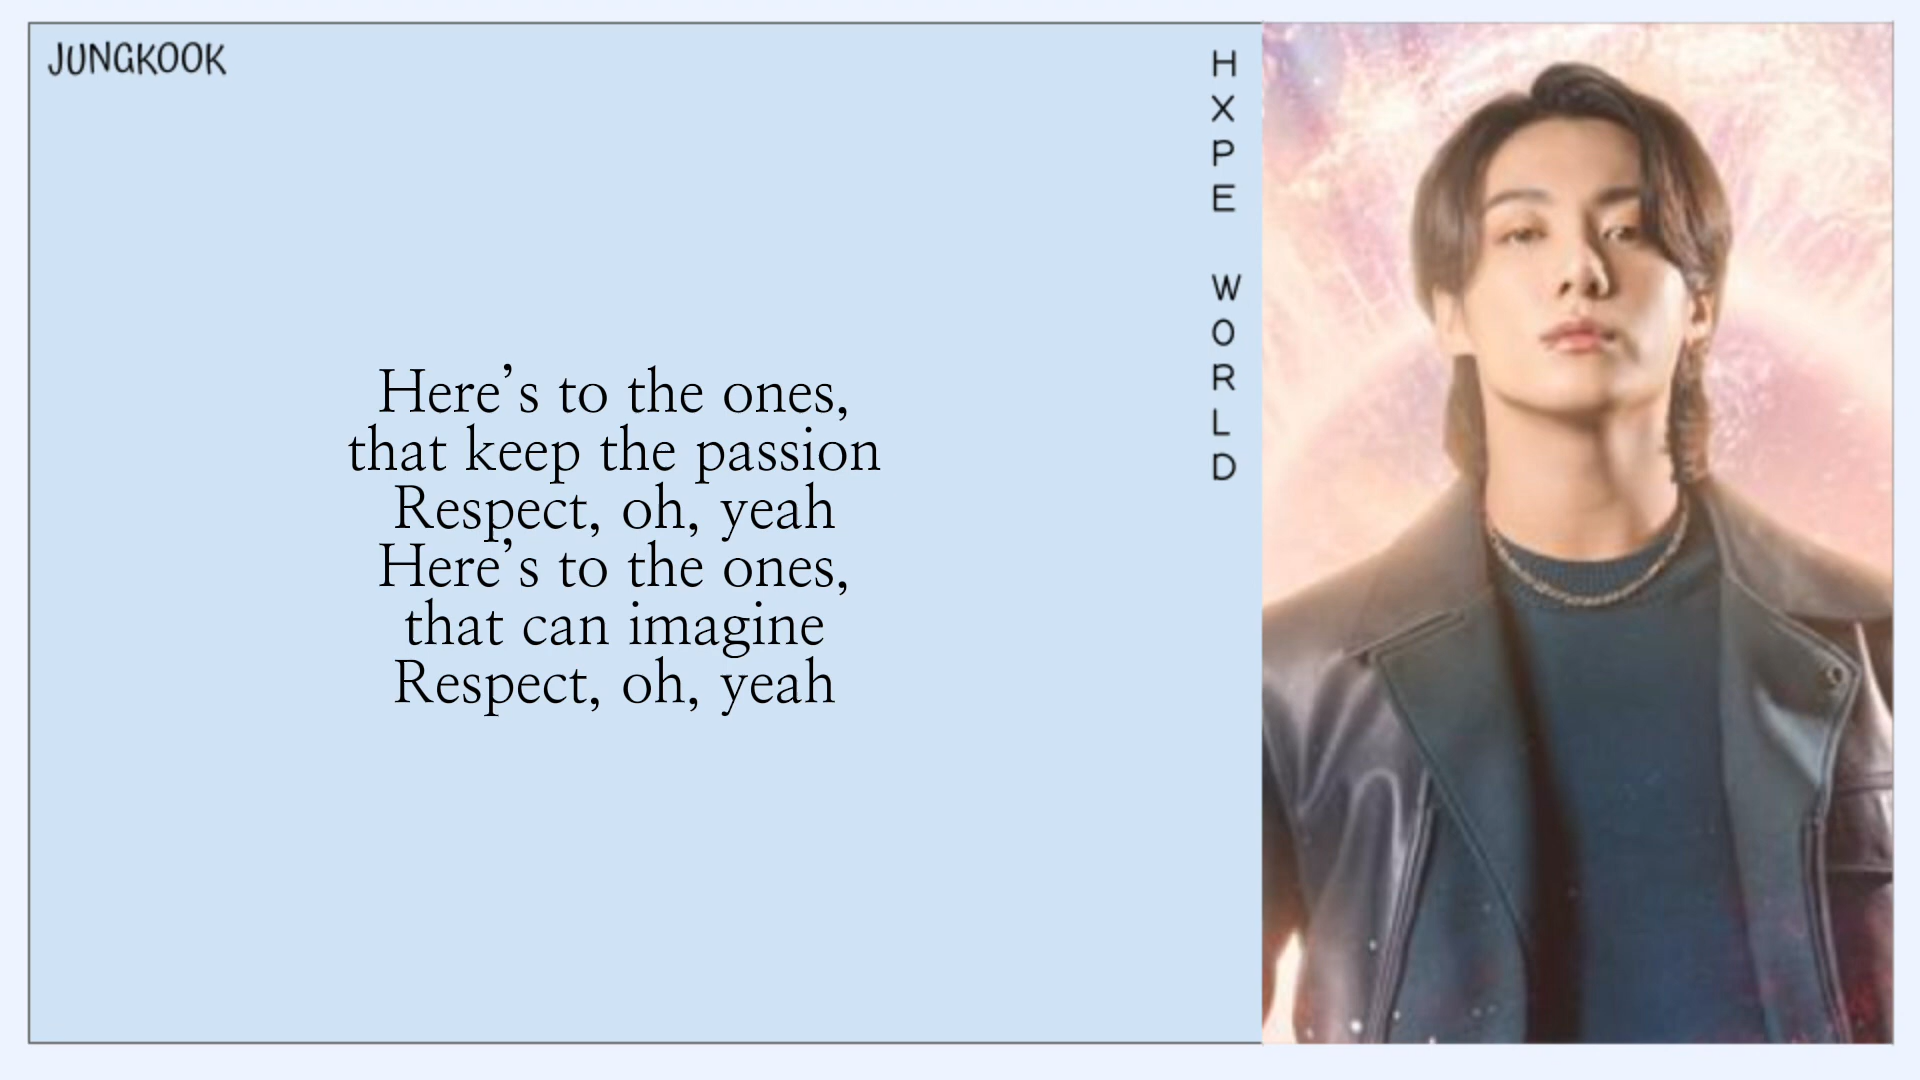 JUNGKOOK
HXPE WORLD
Here’s to the ones,
that keep the passion
Respect, oh, yeah
Here’s to the ones,
that can imagine
Respect, oh, yeah